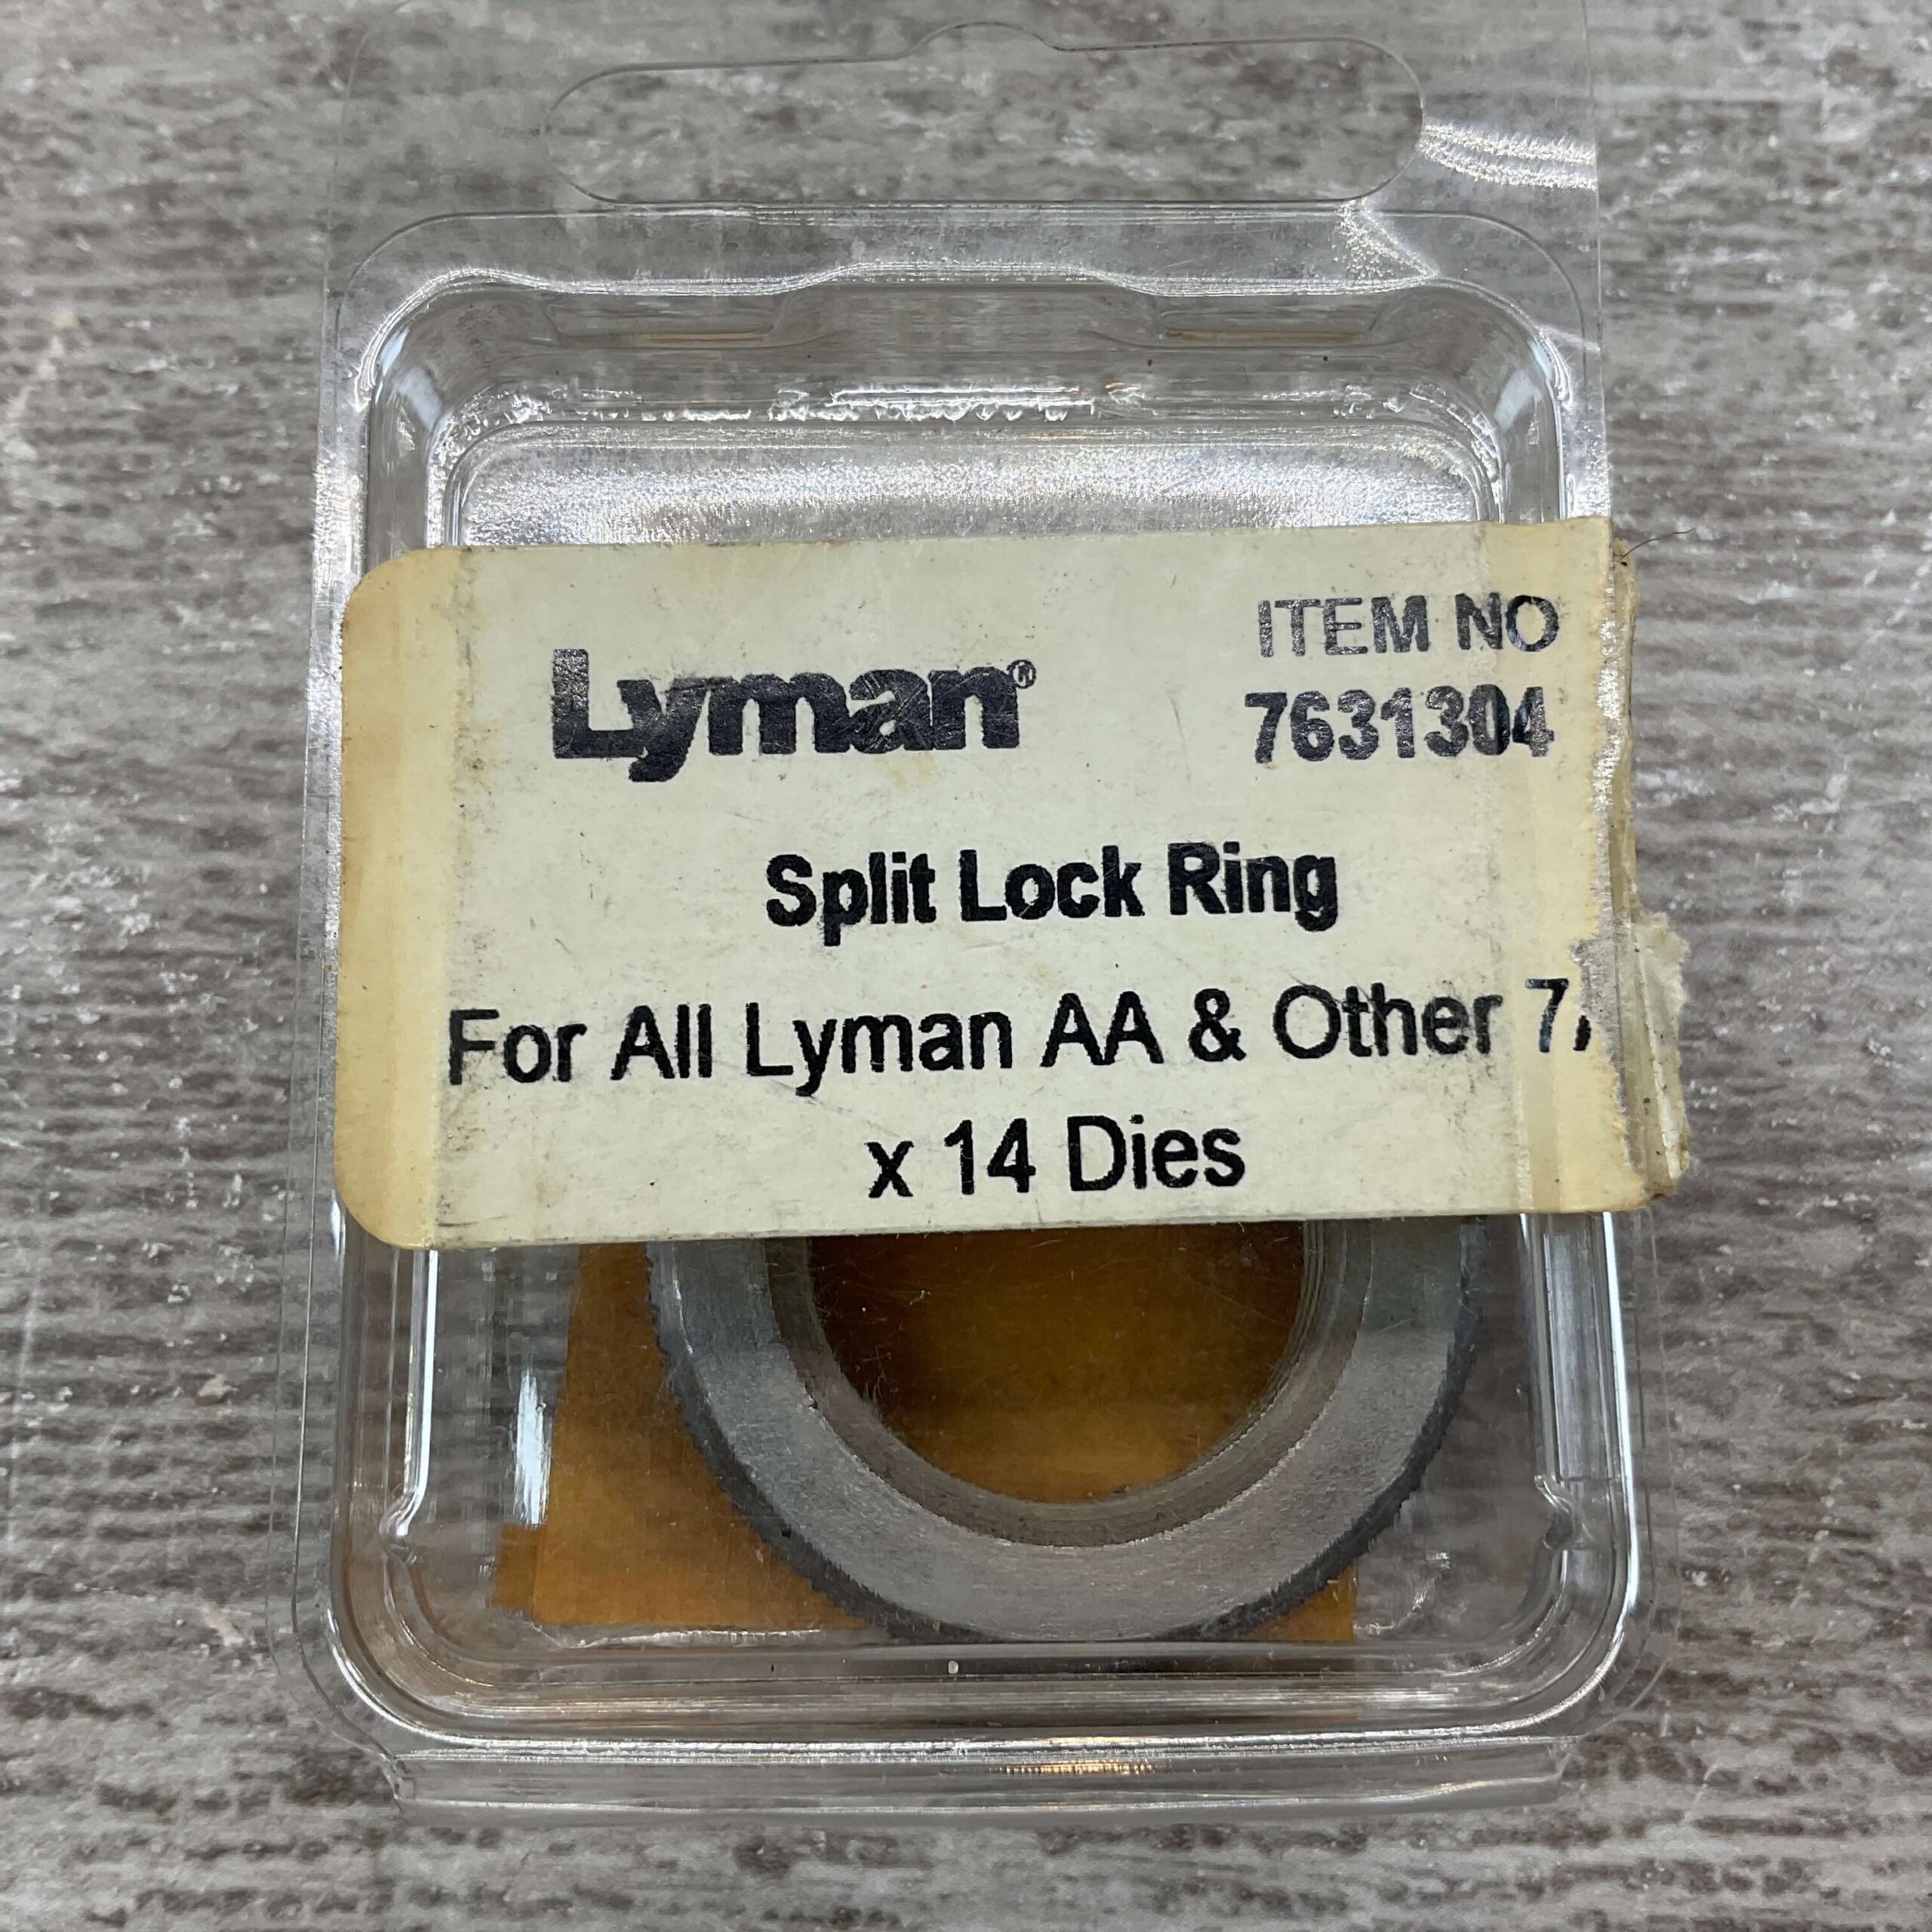 Lyman®
ITEM NO
7631304
Split Lock Ring
For All Lyman AA & Other 7/
x 14 Dies